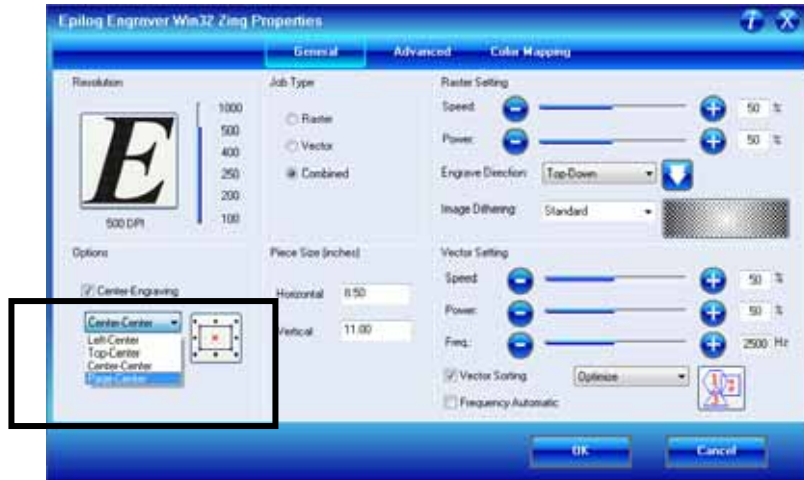 Epilog Engraver Win32 Zing Properties
General Advanced Color Mapping
Resolution
E
500 DPI
1000
500
400
250
200
100
Job Type
Raster
Vector
Combined
Raster Setting
Speed: 50 %
Power: 50 %
Engrave Direction: Top-Down
Image Dithering: Standard
Options
Center-Engraving
Center-Center
Left-Center
Top-Center
Center-Center
Page-Center
Piece Size (inches)
Horizontal 8.50
Vertical 11.00
Vector Setting
Speed: 50 %
Power: 50 %
Freq.: 2500 Hz
Vector Sorting Optimize
Frequency Automatic
OK Cancel